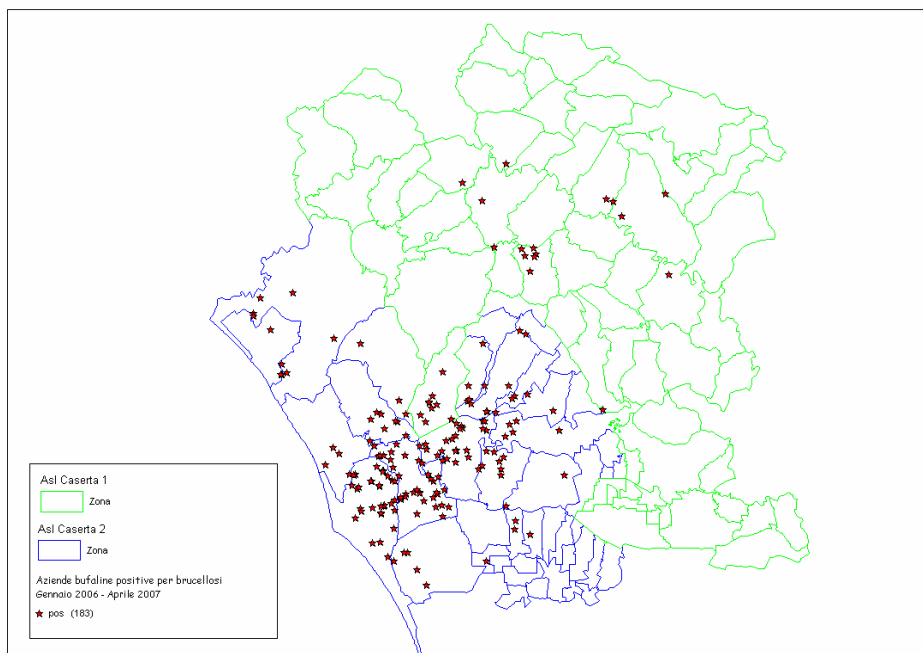 Asl Caserta 1
Zona
Asl Caserta 2
Zona
Aziende bufaline positive per brucellosi
Gennaio 2006 - Aprile 2007
pos (183)